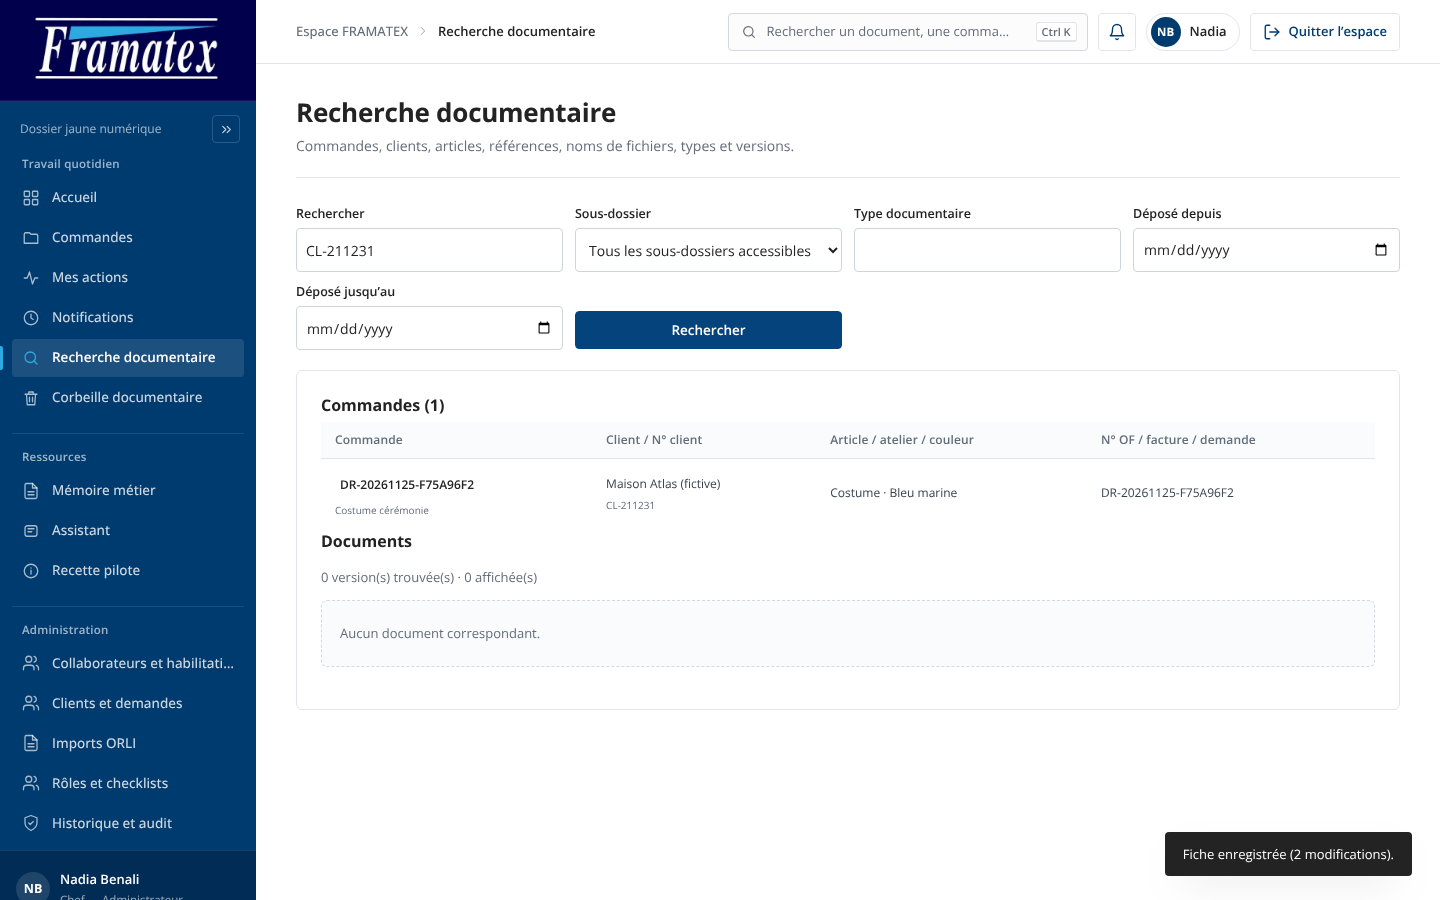 Framatex
Espace FRAMATEX
Recherche documentaire
Rechercher un document, une comma...
Ctrl K
NB
Nadia
Quitter l'espace
Dossier jaune numérique
Travail quotidien
Accueil
Commandes
Mes actions
Notifications
Recherche documentaire
Corbeille documentaire
Ressources
Mémoire métier
Assistant
Recette pilote
Administration
Collaborateurs et habilitati...
Clients et demandes
Imports ORLI
Rôles et checklists
Historique et audit
NB
Nadia Benali
Recherche documentaire
Commandes, clients, articles, références, noms de fichiers, types et versions.
Rechercher
Sous-dossier
Type documentaire
Déposé depuis
CL-211231
Tous les sous-dossiers accessibles
mm/dd/yyyy
Déposé jusqu'au
mm/dd/yyyy
Rechercher
Commandes (1)
Commande
Client / N° client
Article / atelier / couleur
N° OF / facture / demande
DR-20261125-F75A96F2
Costume cérémonie
Maison Atlas (fictive)
CL-211231
Costume · Bleu marine
DR-20261125-F75A96F2
Documents
0 version(s) trouvée(s) · 0 affichée(s)
Aucun document correspondant.
Fiche enregistrée (2 modifications).